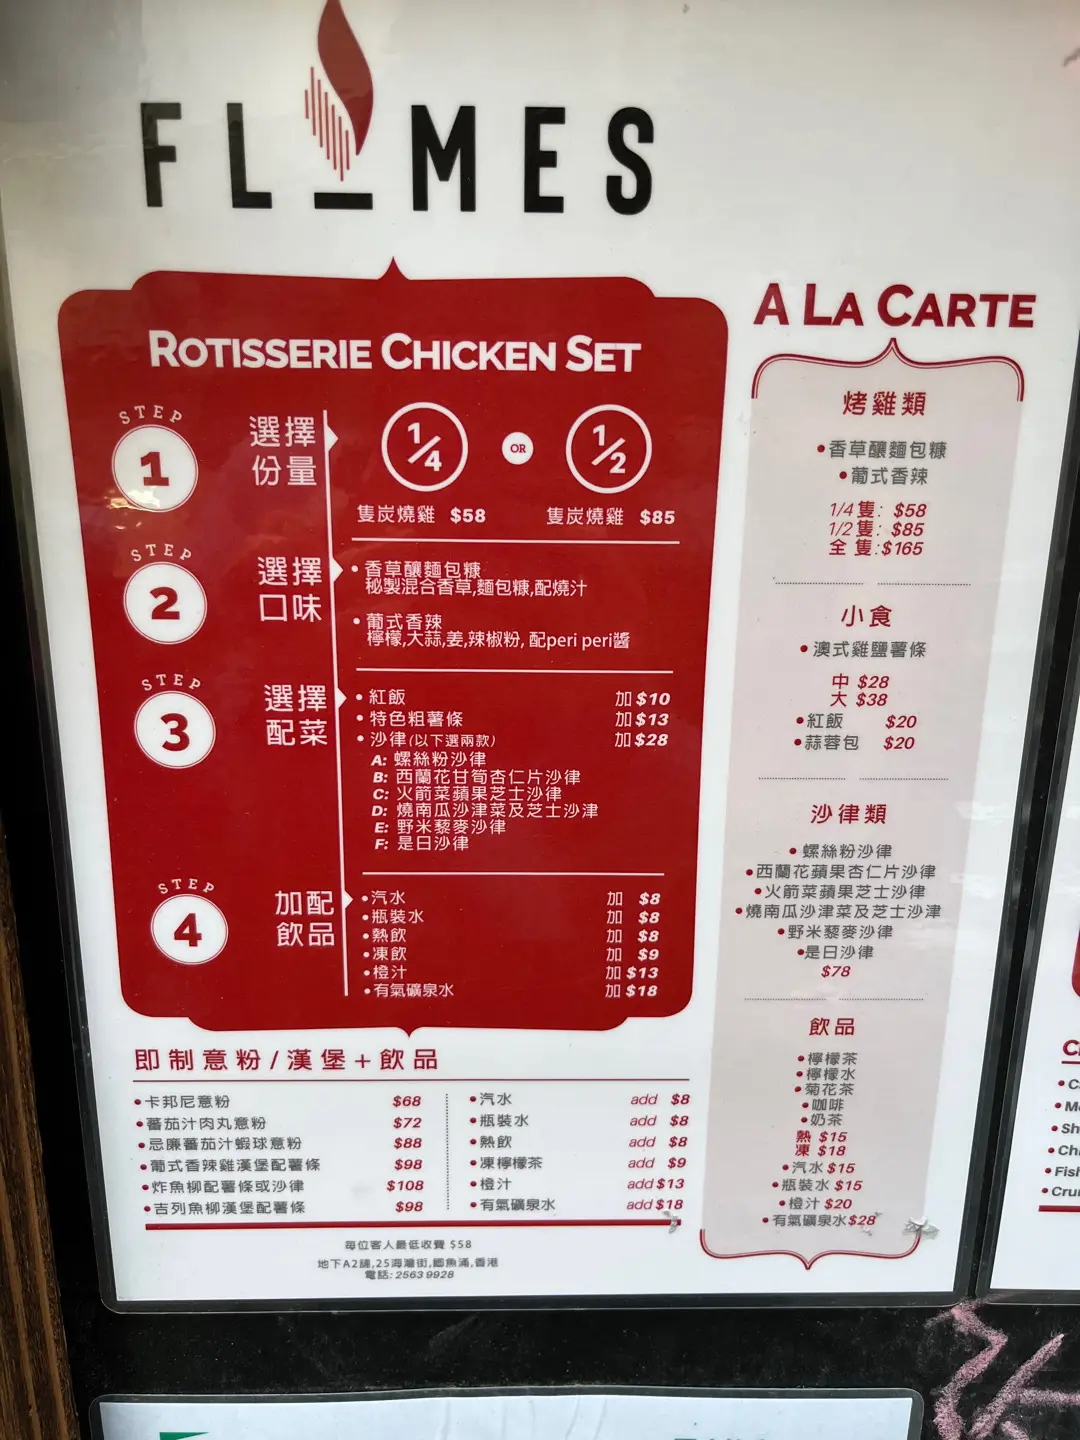 FLAMES
ROTISSERIE CHICKEN SET
STEP
1
選擇
份量
1/4
OR
1/2
隻炭燒雞 $58
隻炭燒雞 $85
STEP
2
選擇
口味
• 香草釀麵包糠
秘製混合香草,麵包糠,配燒汁
• 葡式香辣
檸檬,大蒜,姜,辣椒粉, 配peri peri醬
STEP
3
選擇
配菜
• 紅飯 加 $10
• 特色粗薯條 加 $13
• 沙律(以下選兩款) 加 $28
A: 螺絲粉沙律
B: 西蘭花甘筍杏仁片沙律
C: 火箭菜蘋果芝士沙律
D: 燒南瓜沙津菜及芝士沙津
E: 野米藜麥沙律
F: 是日沙律
STEP
4
加配
飲品
• 汽水 加 $8
• 瓶裝水 加 $8
• 熱飲 加 $8
• 凍飲 加 $9
• 橙汁 加 $13
• 有氣礦泉水 加 $18
即制意粉/漢堡+飲品
• 卡邦尼意粉 $68
• 蕃茄汁肉丸意粉 $72
• 忌廉蕃茄汁蝦球意粉 $88
• 葡式香辣雞漢堡配薯條 $98
• 炸魚柳配薯條或沙律 $108
• 吉列魚柳漢堡配薯條 $98
• 汽水 add $8
• 瓶裝水 add $8
• 熱飲 add $8
• 凍檸檬茶 add $9
• 橙汁 add $13
• 有氣礦泉水 add $18
每位客人最低收費 $58
地下A2舖,25海灣街,鰂魚涌,香港
電話: 2563 9928
A LA CARTE
烤雞類
• 香草釀麵包糠
• 葡式香辣
1/4 隻: $58
1/2 隻: $85
全 隻: $165
小食
• 澳式雞鹽薯條
中 $28
大 $38
• 紅飯 $20
• 蒜蓉包 $20
沙律類
• 螺絲粉沙律
• 西蘭花蘋果杏仁片沙律
• 火箭菜蘋果芝士沙律
• 燒南瓜沙津菜及芝士沙津
• 野米藜麥沙律
• 是日沙律
$78
飲品
• 檸檬茶
• 檸檬水
• 菊花茶
• 咖啡
• 奶茶
熱 $15
凍 $18
• 汽水 $15
• 瓶裝水 $15
• 橙汁 $20
• 有氣礦泉水 $28